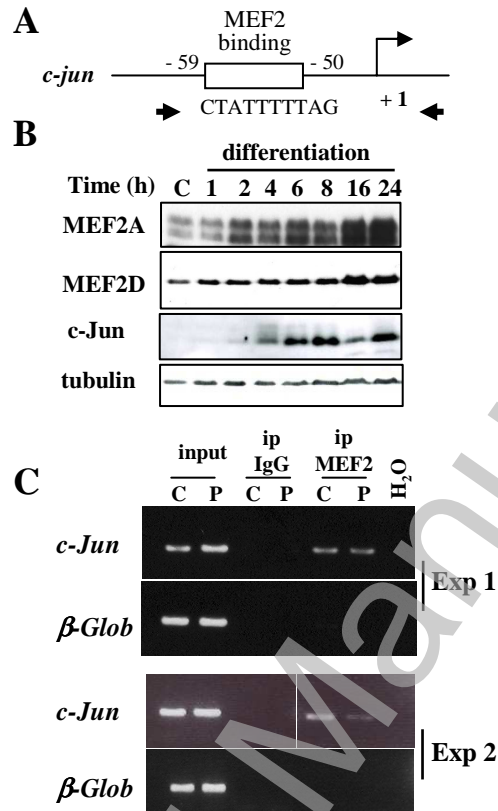 A
MEF2
binding
c-jun
- 59
- 50
CTATTTTTAG
+ 1
B
differentiation
Time (h) C 1 2 4 6 8 16 24
MEF2A
MEF2D
c-Jun
tubulin
C
input
ip
IgG
ip
MEF2
H2O
C P C P C P
c-Jun
β-Glob
Exp 1
c-Jun
β-Glob
Exp 2
Manu